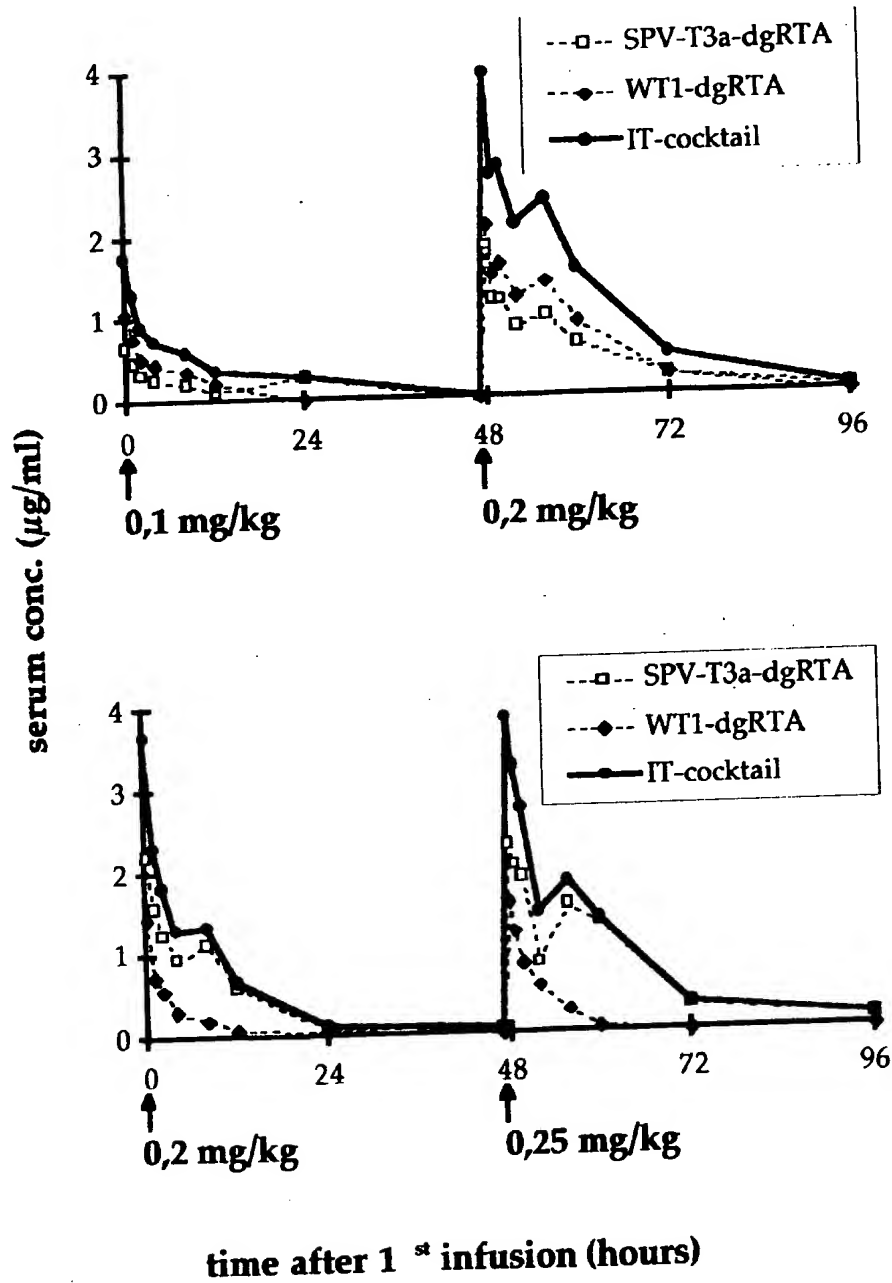 SPV-T3a-dgRTA
WT1-dgRTA
IT-cocktail
4
3
2
1
0
0
24
48
72
96
0,1 mg/kg
0,2 mg/kg
serum conc. (µg/ml)
SPV-T3a-dgRTA
WT1-dgRTA
IT-cocktail
4
3
2
1
0
0
24
48
72
96
0,2 mg/kg
0,25 mg/kg
time after 1 st infusion (hours)